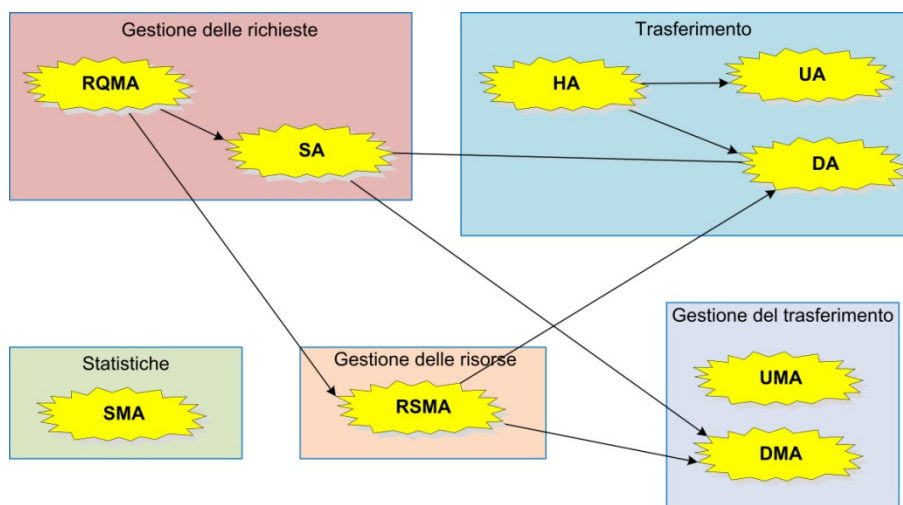 Gestione delle richieste
RQMA
SA
Trasferimento
HA
UA
DA
Statistiche
SMA
Gestione delle risorse
RSMA
Gestione del trasferimento
UMA
DMA